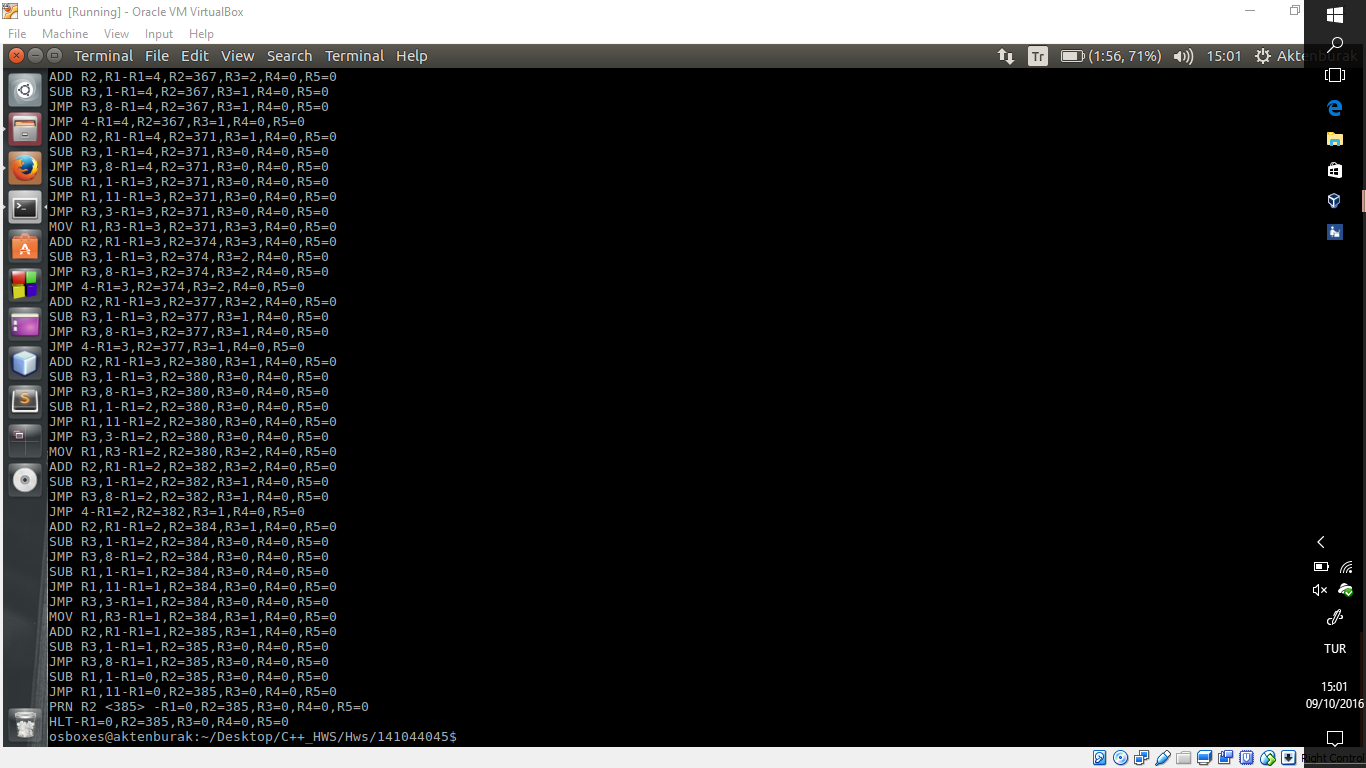 ubuntu [Running] - Oracle VM VirtualBox
File Machine View Input Help
Terminal File Edit View Search Terminal Help Tr (1:56, 71%) 15:01 Aktenburak
ADD R2,R1-R1=4,R2=367,R3=2,R4=0,R5=0
SUB R3,1-R1=4,R2=367,R3=1,R4=0,R5=0
JMP R3,8-R1=4,R2=367,R3=1,R4=0,R5=0
JMP 4-R1=4,R2=367,R3=1,R4=0,R5=0
ADD R2,R1-R1=4,R2=371,R3=1,R4=0,R5=0
SUB R3,1-R1=4,R2=371,R3=0,R4=0,R5=0
JMP R3,8-R1=4,R2=371,R3=0,R4=0,R5=0
SUB R1,1-R1=3,R2=371,R3=0,R4=0,R5=0
JMP R1,11-R1=3,R2=371,R3=0,R4=0,R5=0
JMP R3,3-R1=3,R2=371,R3=0,R4=0,R5=0
MOV R1,R3-R1=3,R2=371,R3=3,R4=0,R5=0
ADD R2,R1-R1=3,R2=374,R3=3,R4=0,R5=0
SUB R3,1-R1=3,R2=374,R3=2,R4=0,R5=0
JMP R3,8-R1=3,R2=374,R3=2,R4=0,R5=0
JMP 4-R1=3,R2=374,R3=2,R4=0,R5=0
ADD R2,R1-R1=3,R2=377,R3=2,R4=0,R5=0
SUB R3,1-R1=3,R2=377,R3=1,R4=0,R5=0
JMP R3,8-R1=3,R2=377,R3=1,R4=0,R5=0
JMP 4-R1=3,R2=377,R3=1,R4=0,R5=0
ADD R2,R1-R1=3,R2=380,R3=1,R4=0,R5=0
SUB R3,1-R1=3,R2=380,R3=0,R4=0,R5=0
JMP R3,8-R1=3,R2=380,R3=0,R4=0,R5=0
SUB R1,1-R1=2,R2=380,R3=0,R4=0,R5=0
JMP R1,11-R1=2,R2=380,R3=0,R4=0,R5=0
JMP R3,3-R1=2,R2=380,R3=0,R4=0,R5=0
MOV R1,R3-R1=2,R2=380,R3=2,R4=0,R5=0
ADD R2,R1-R1=2,R2=382,R3=2,R4=0,R5=0
SUB R3,1-R1=2,R2=382,R3=1,R4=0,R5=0
JMP R3,8-R1=2,R2=382,R3=1,R4=0,R5=0
JMP 4-R1=2,R2=382,R3=1,R4=0,R5=0
ADD R2,R1-R1=2,R2=384,R3=1,R4=0,R5=0
SUB R3,1-R1=2,R2=384,R3=0,R4=0,R5=0
JMP R3,8-R1=2,R2=384,R3=0,R4=0,R5=0
SUB R1,1-R1=1,R2=384,R3=0,R4=0,R5=0
JMP R1,11-R1=1,R2=384,R3=0,R4=0,R5=0
JMP R3,3-R1=1,R2=384,R3=0,R4=0,R5=0
MOV R1,R3-R1=1,R2=384,R3=1,R4=0,R5=0
ADD R2,R1-R1=1,R2=385,R3=1,R4=0,R5=0
SUB R3,1-R1=1,R2=385,R3=0,R4=0,R5=0
JMP R3,8-R1=1,R2=385,R3=0,R4=0,R5=0
SUB R1,1-R1=0,R2=385,R3=0,R4=0,R5=0
JMP R1,11-R1=0,R2=385,R3=0,R4=0,R5=0
PRN R2 <385> -R1=0,R2=385,R3=0,R4=0,R5=0
HLT-R1=0,R2=385,R3=0,R4=0,R5=0
osboxes@aktenburak:~/Desktop/C++_HWS/Hws/141044045$
TUR
15:01
09/10/2016
Right Control